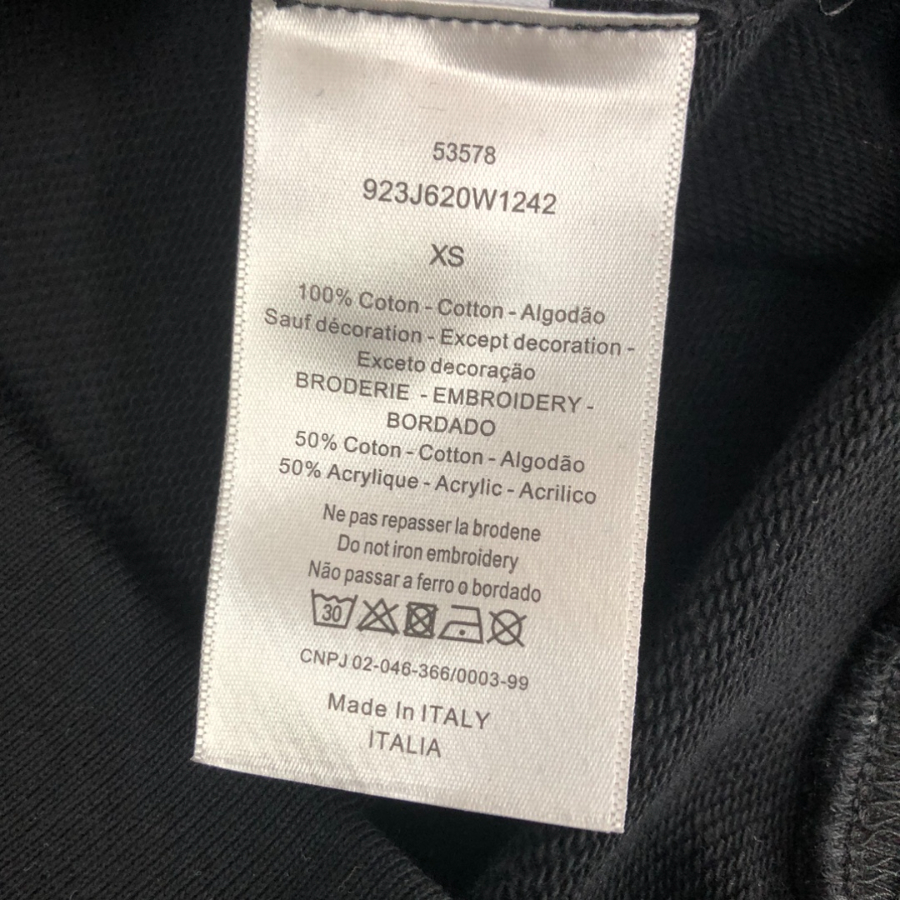 53578
923J620W1242
XS
100% Coton - Cotton - Algodão
Sauf décoration - Except decoration -
Exceto decoração
BRODERIE - EMBROIDERY -
BORDADO
50% Coton - Cotton - Algodão
50% Acrylique - Acrylic - Acrilico
Ne pas repasser la brodene
Do not iron embroidery
Não passar a ferro o bordado
30
CNPJ 02-046-366/0003-99
Made In ITALY
ITALIA